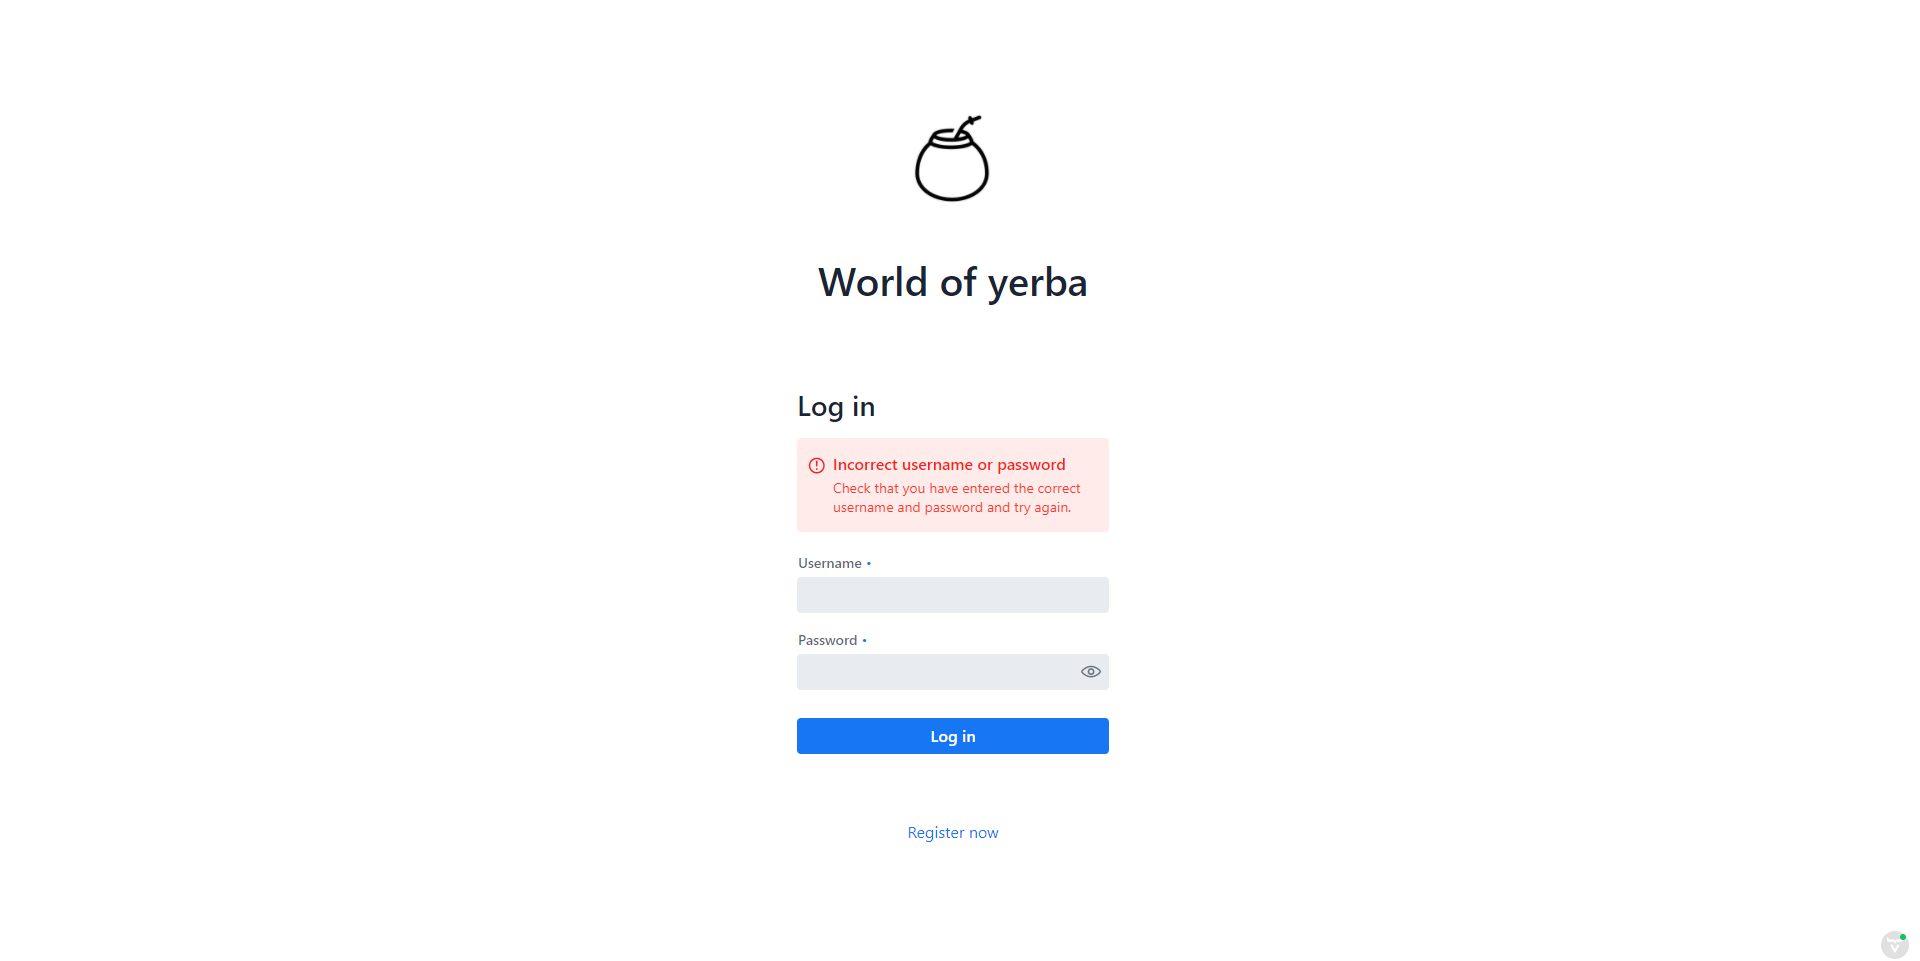 World of yerba
Log in
Incorrect username or password
Check that you have entered the correct
username and password and try again.
Username •
Password •
Log in
Register now